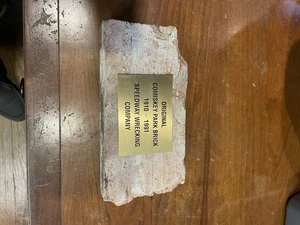 ORIGINAL
COMISKEY PARK BRICK
1910 - 1991
SPEEDWAY WRECKING
COMPANY